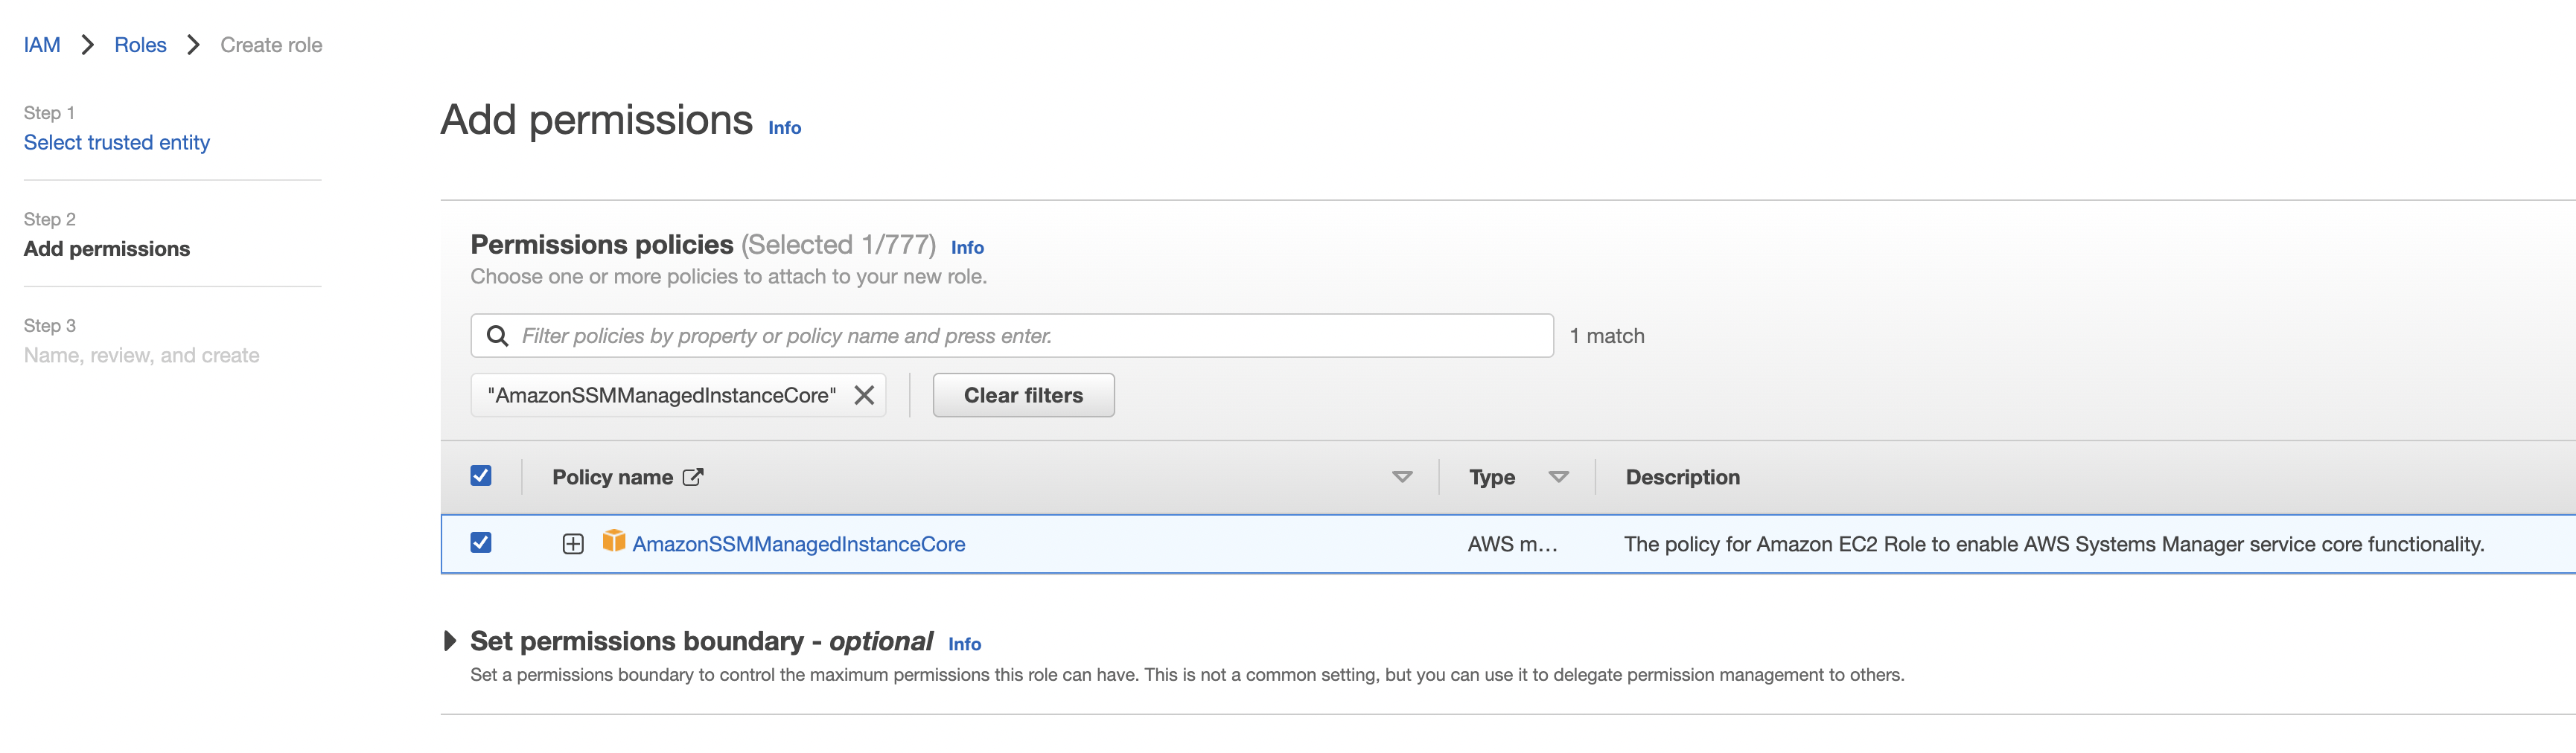 IAM > Roles > Create role
Step 1
Select trusted entity
Step 2
Add permissions
Step 3
Name, review, and create
Add permissions Info
Permissions policies (Selected 1/777) Info
Choose one or more policies to attach to your new role.
Filter policies by property or policy name and press enter. 1 match
"AmazonSSMManagedInstanceCore" Clear filters
Policy name Type Description
AmazonSSMManagedInstanceCore AWS m... The policy for Amazon EC2 Role to enable AWS Systems Manager service core functionality.
Set permissions boundary - optional Info
Set a permissions boundary to control the maximum permissions this role can have. This is not a common setting, but you can use it to delegate permission management to others.